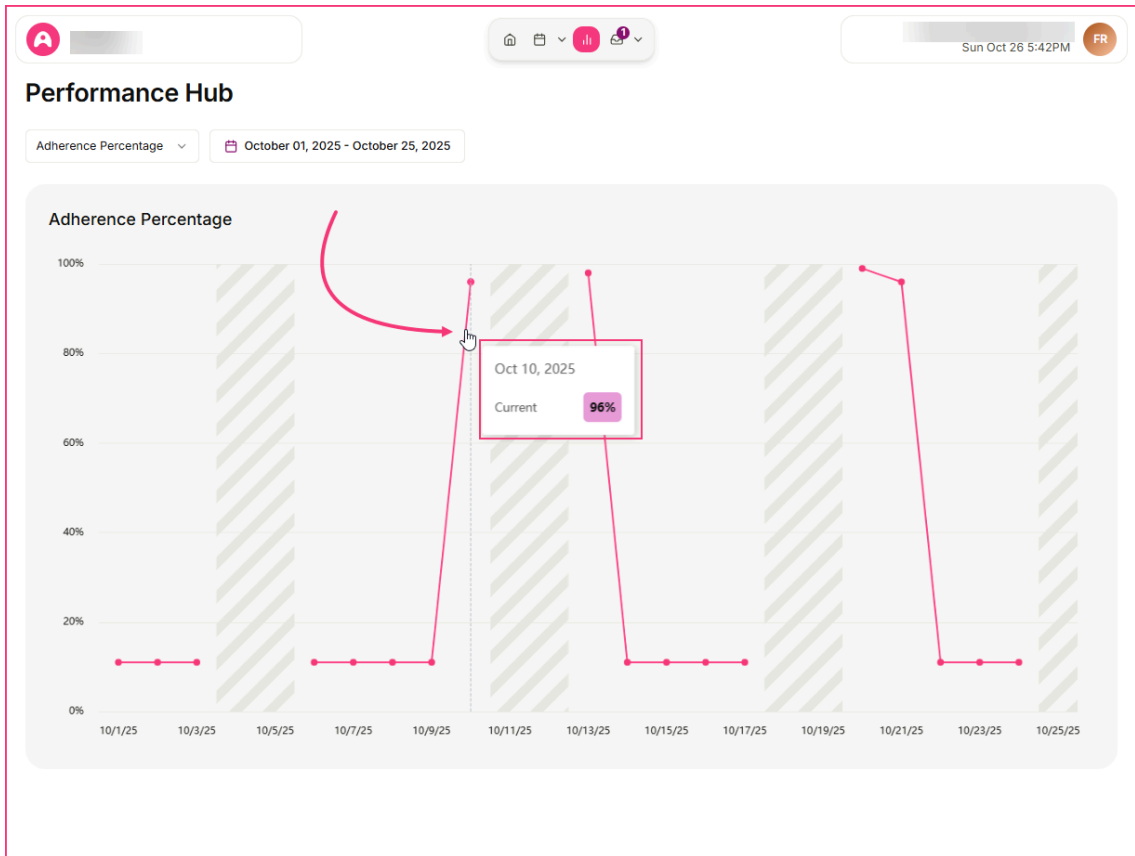 1
Sun Oct 26 5:42PM
FR
Performance Hub
Adherence Percentage
October 01, 2025 - October 25, 2025
Adherence Percentage
100%
80%
60%
40%
20%
0%
Oct 10, 2025
Current 96%
10/1/25 10/3/25 10/5/25 10/7/25 10/9/25 10/11/25 10/13/25 10/15/25 10/17/25 10/19/25 10/21/25 10/23/25 10/25/25